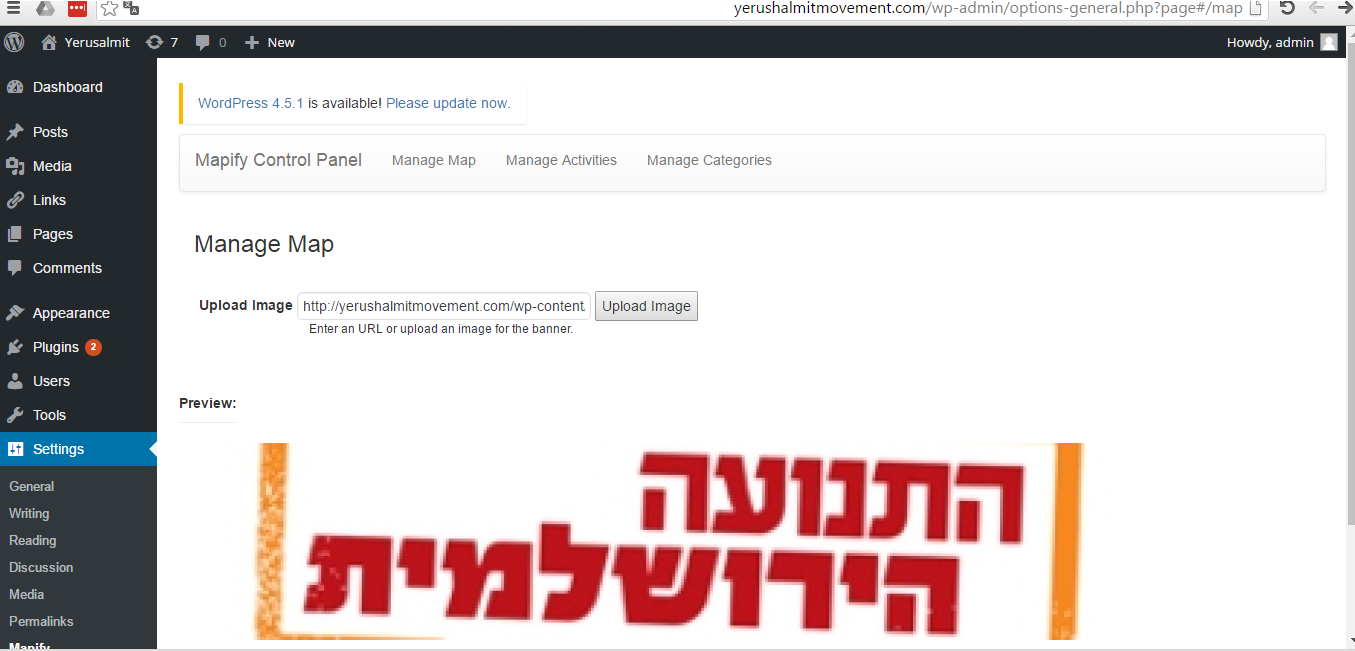 yerushalmitmovement.com/wp-admin/options-general.php?page#/map
Yerusalmit 7 0 New
Howdy, admin
Dashboard
Posts
Media
Links
Pages
Comments
Appearance
Plugins 2
Users
Tools
Settings
General
Writing
Reading
Discussion
Media
Permalinks
Mapify
WordPress 4.5.1 is available! Please update now.
Mapify Control Panel Manage Map Manage Activities Manage Categories
Manage Map
Upload Image http://yerushalmitmovement.com/wp-content. Upload Image
Enter an URL or upload an image for the banner.
Preview:
התנועה
הירושלמית